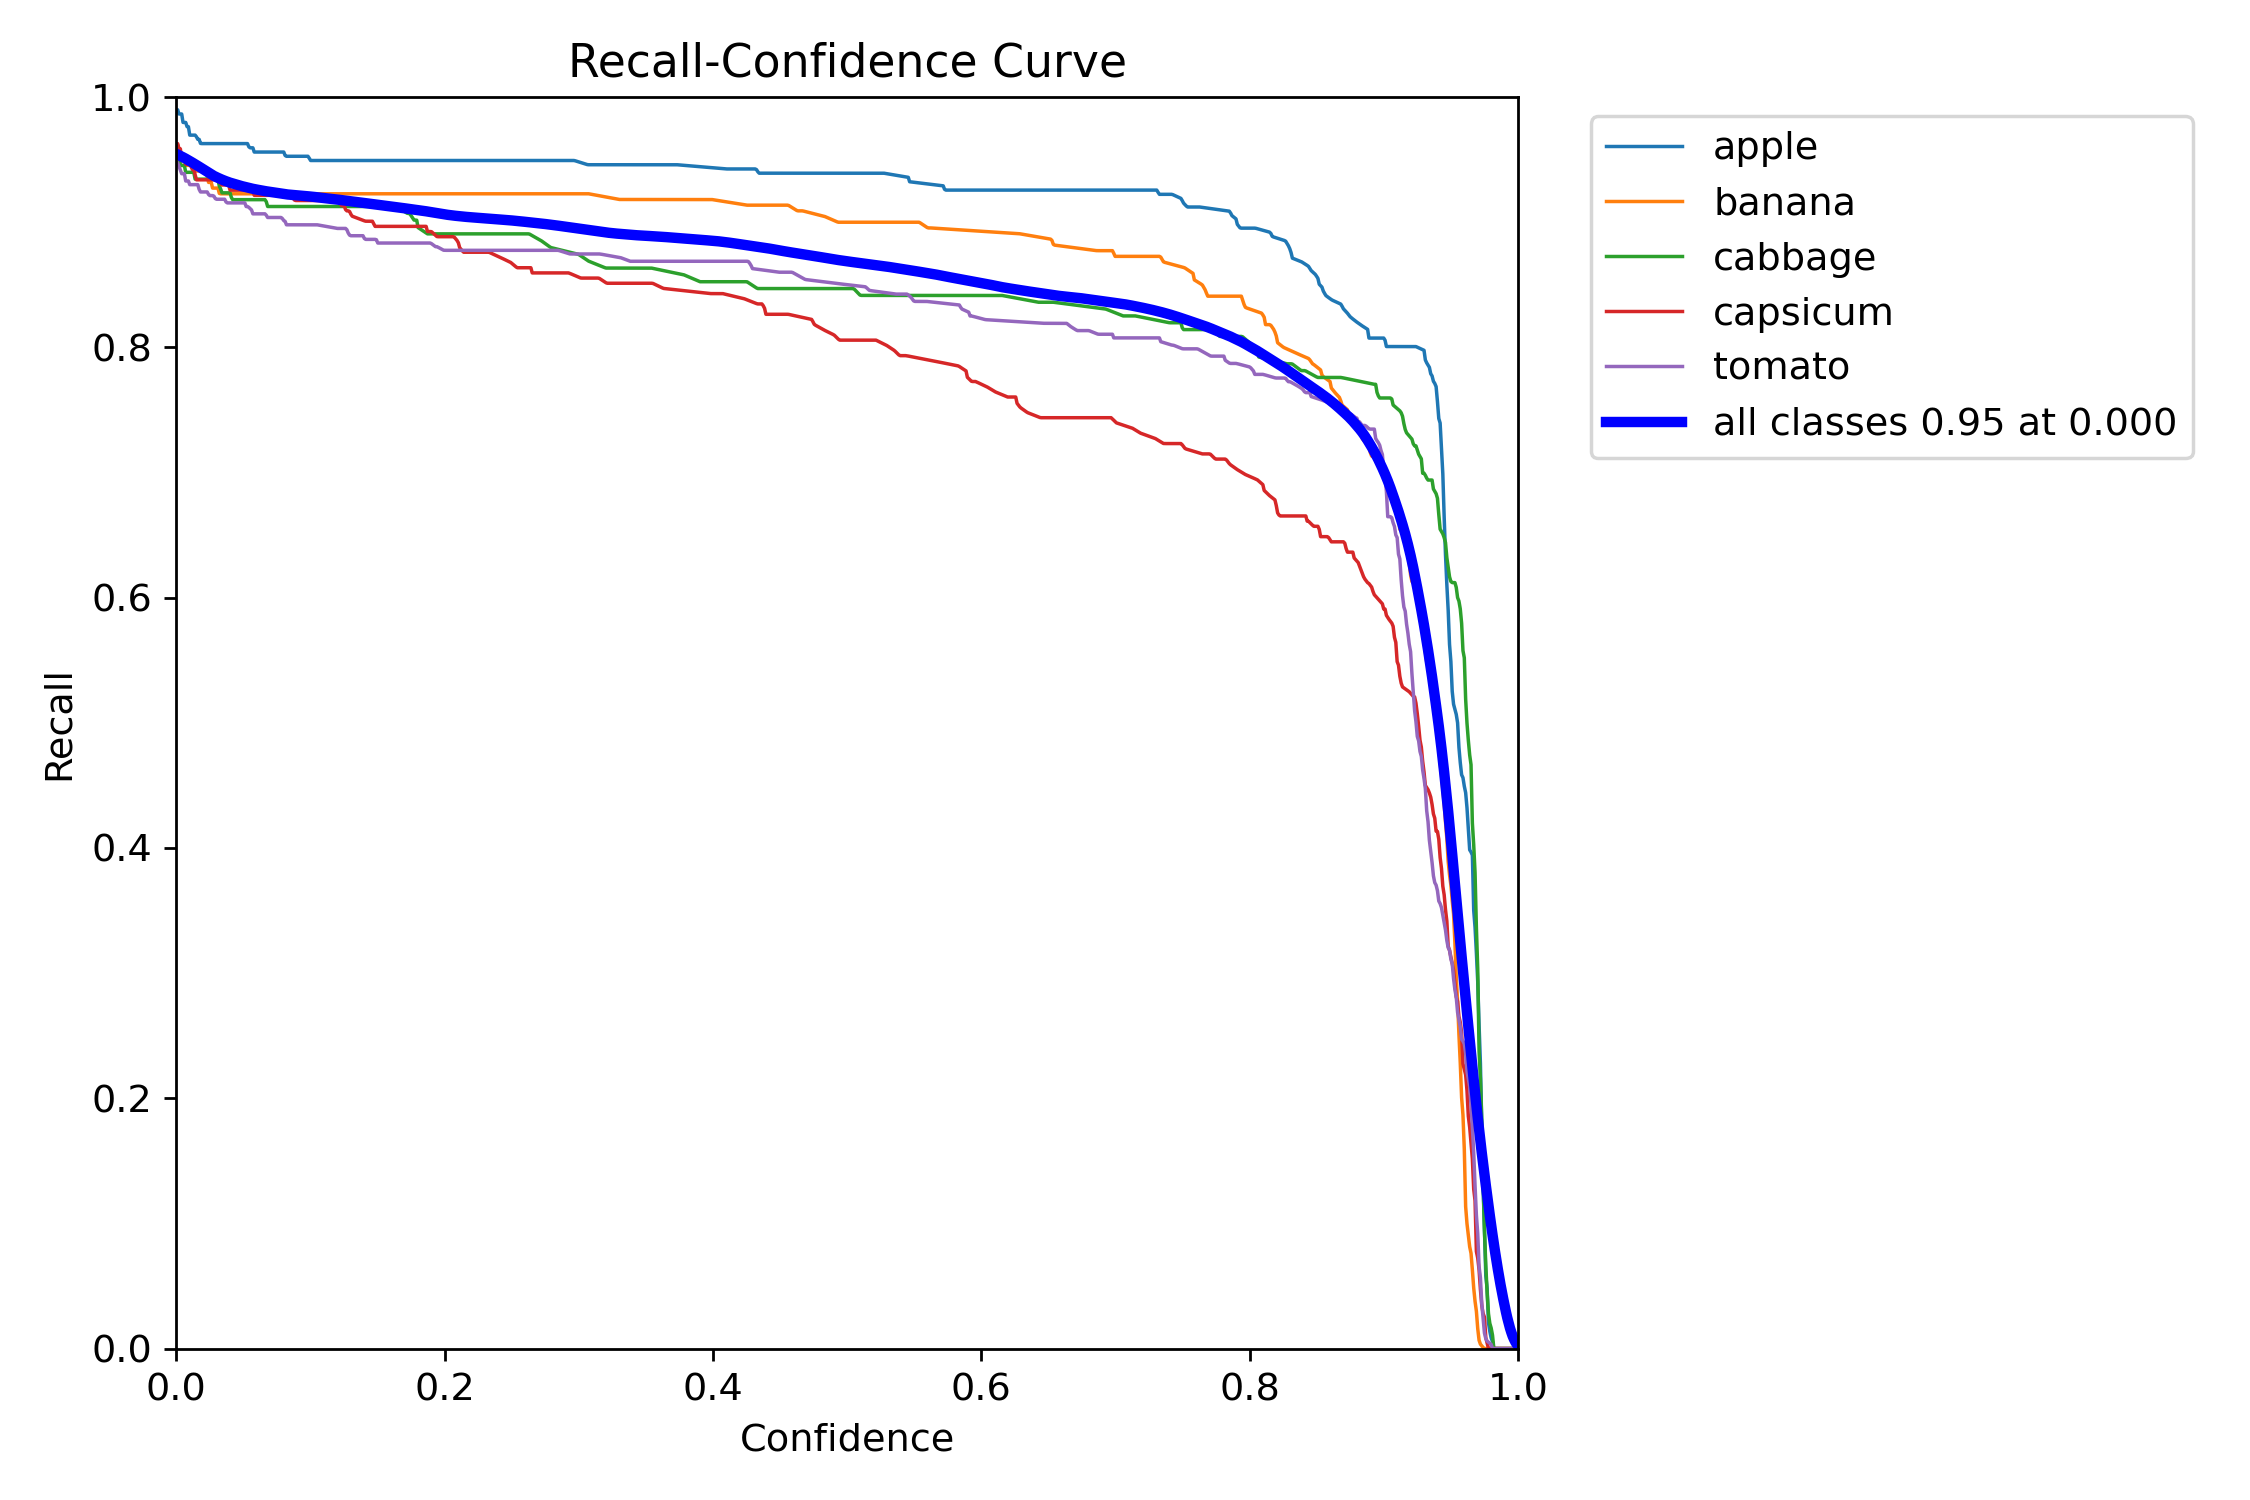 Recall-Confidence Curve
1.0
0.8
0.6
0.4
0.2
0.0
Recall
0.0 0.2 0.4 0.6 0.8 1.0
Confidence
apple
banana
cabbage
capsicum
tomato
all classes 0.95 at 0.000